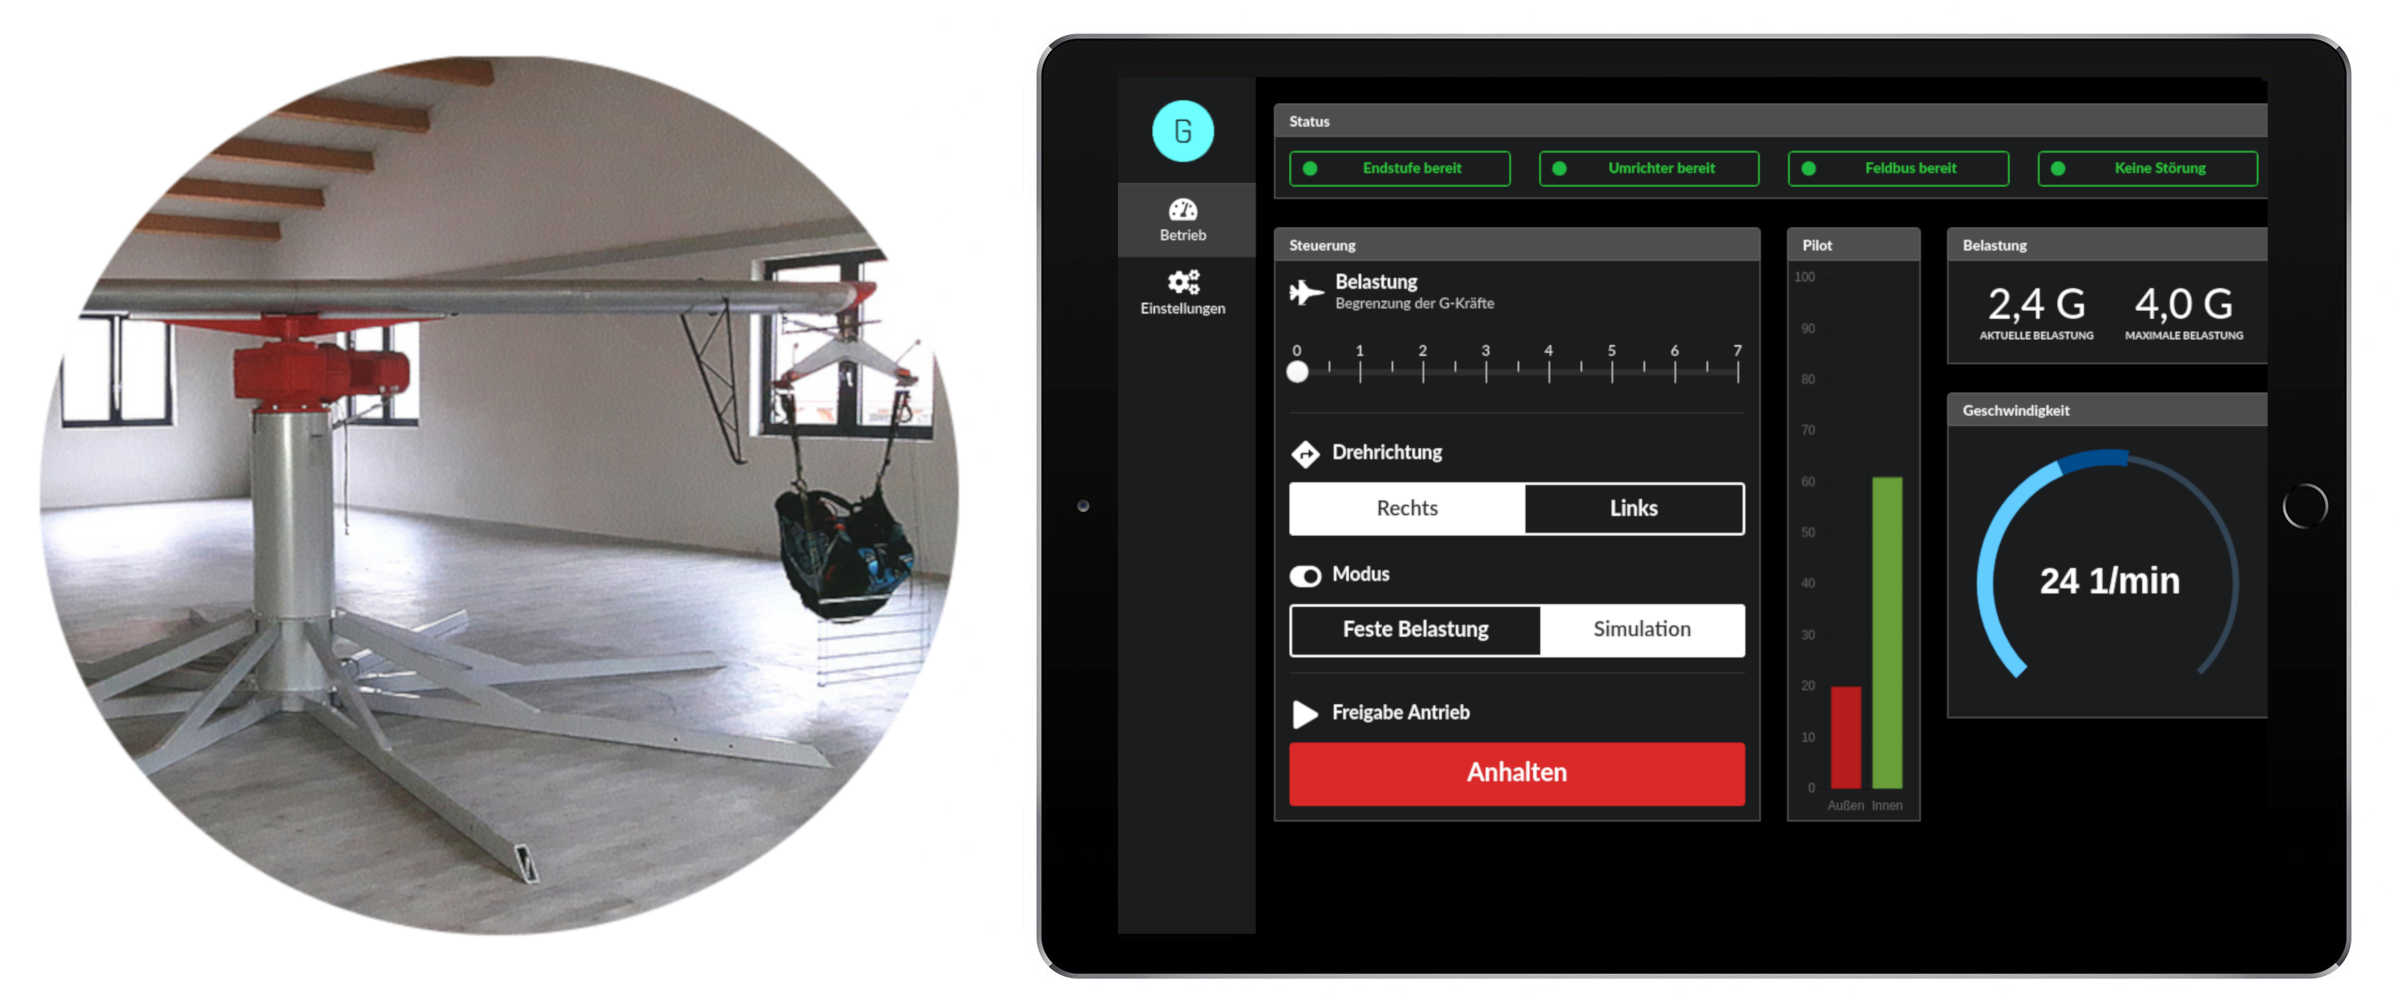 G
Betrieb
Einstellungen
Status
Endstufe bereit
Umrichter bereit
Feldbus bereit
Keine Störung
Steuerung
Belastung
Begrenzung der G-Kräfte
0 1 2 3 4 5 6 7
Drehrichtung
Rechts Links
Modus
Feste Belastung Simulation
Freigabe Antrieb
Anhalten
Pilot
100
90
80
70
60
50
40
30
20
10
0
Außen Innen
Belastung
2,4 G 4,0 G
AKTUELLE BELASTUNG MAXIMALE BELASTUNG
Geschwindigkeit
24 1/min